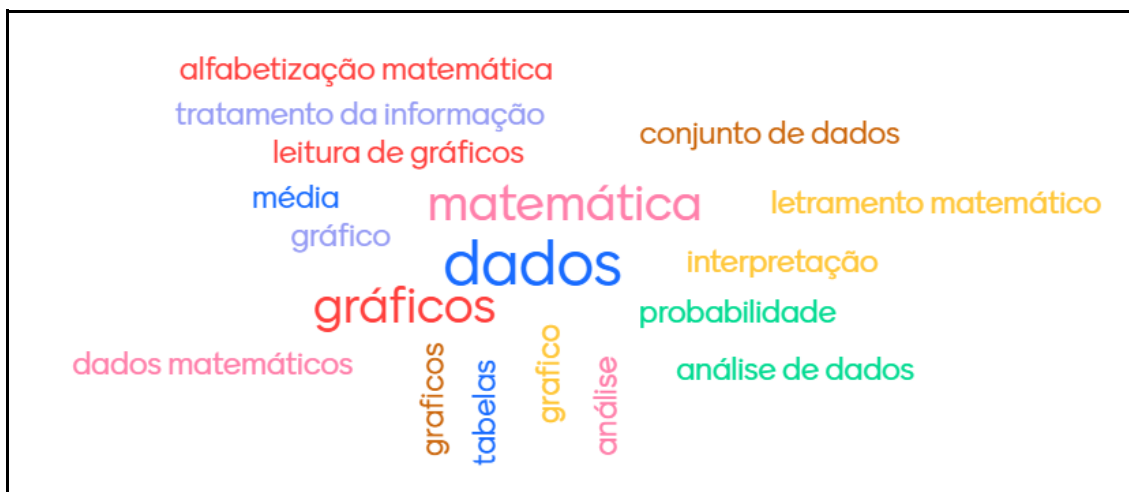 alfabetização matemática
tratamento da informação
conjunto de dados
leitura de gráficos
média
matemática
letramento matemático
gráfico
dados
interpretação
gráficos
probabilidade
dados matemáticos
graficos
tabelas
grafico
análise
análise de dados